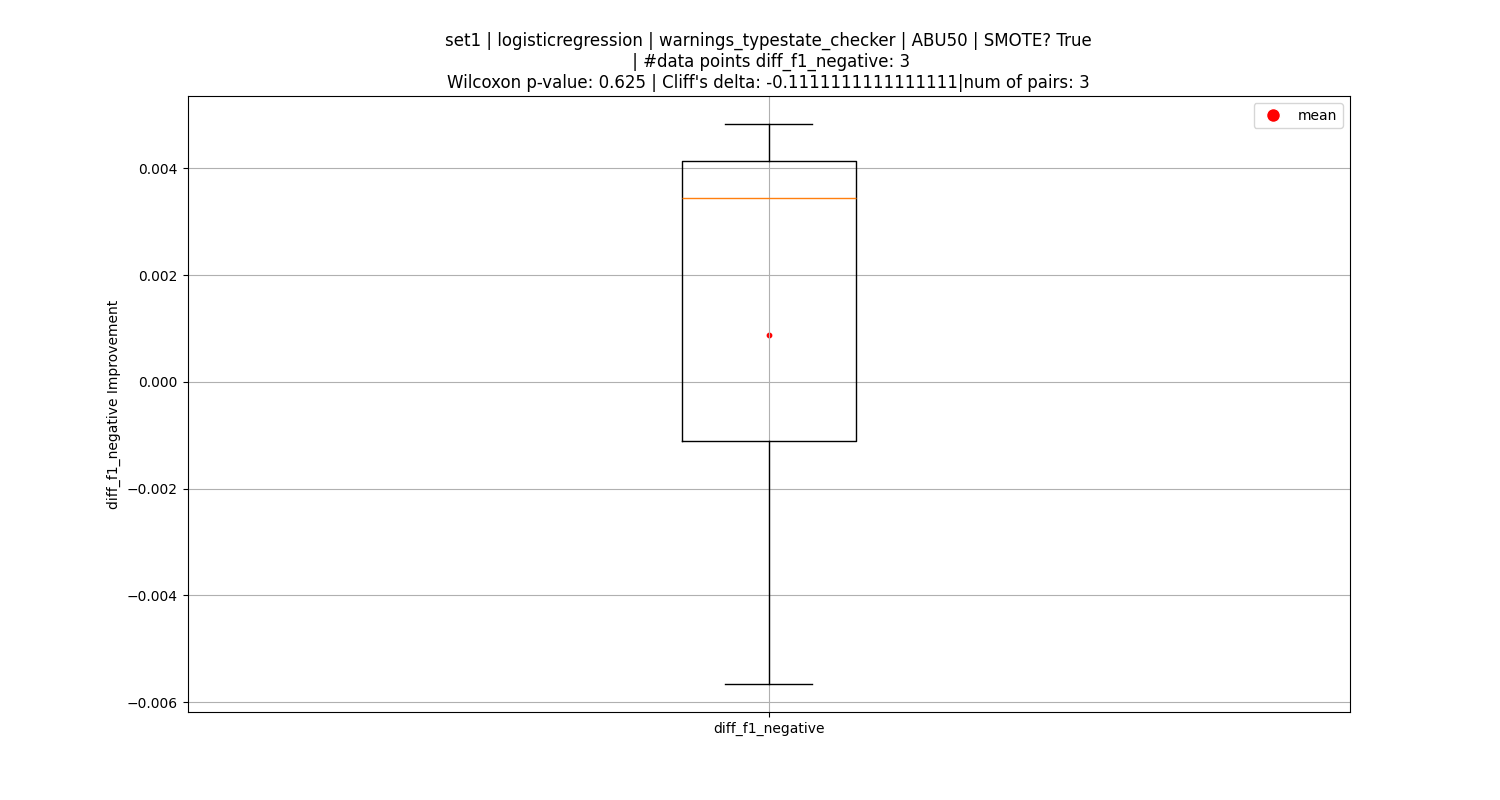 set1 | logisticregression | warnings_typestate_checker | ABU50 | SMOTE? True
| #data points diff_f1_negative: 3
Wilcoxon p-value: 0.625 | Cliff's delta: -0.1111111111111111|num of pairs: 3
mean
0.004
0.002
0.000
−0.002
−0.004
−0.006
diff_f1_negative Improvement
diff_f1_negative